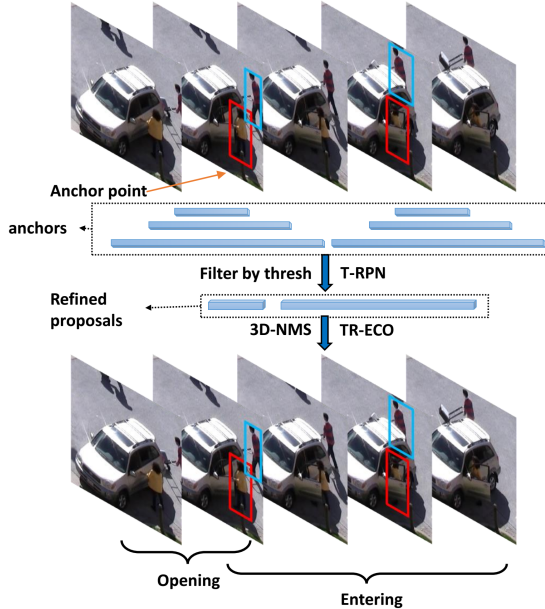 Anchor point
anchors
Filter by thresh T-RPN
Refined
proposals
3D-NMS TR-ECO
Opening
Entering